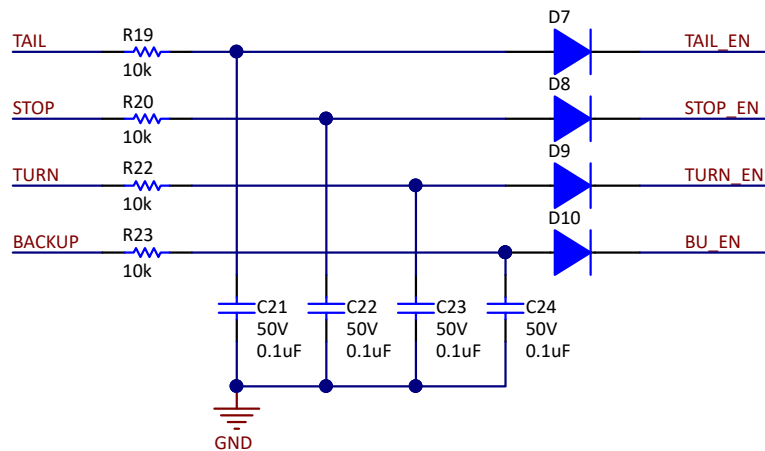 D7
TAIL
R19
10k
TAIL_EN
D8
STOP
R20
10k
STOP_EN
D9
TURN
R22
10k
TURN_EN
D10
BACKUP
R23
10k
BU_EN
C21
50V
0.1uF
C22
50V
0.1uF
C23
50V
0.1uF
C24
50V
0.1uF
GND